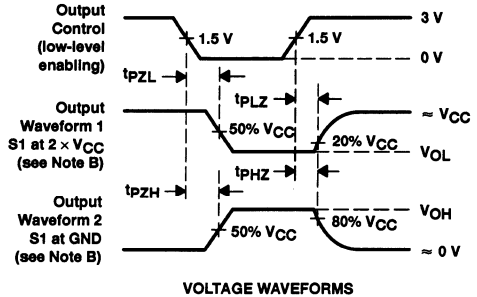 Output
Control
(low-level
enabling)
1.5 V
1.5 V
3 V
0 V
tPZL
tPLZ
Output
Waveform 1
S1 at 2 × VCC
(see Note B)
50% VCC
20% VCC
≈ VCC
VOL
tPZH
tPHZ
Output
Waveform 2
S1 at GND
(see Note B)
50% VCC
80% VCC
VOH
≈ 0 V
VOLTAGE WAVEFORMS